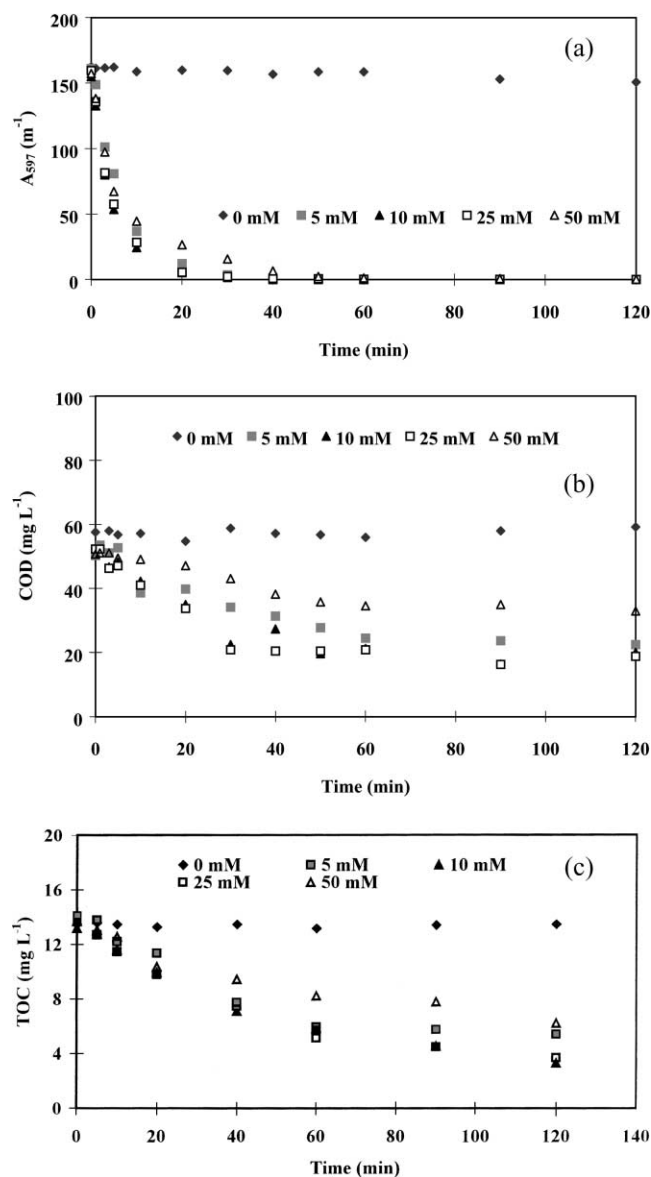 200
(a)
150
A₅₉₇ (m⁻¹)
100
50
0 mM 5 mM 10 mM 25 mM 50 mM
0
0 20 40 60 80 100 120
Time (min)
100
80
0 mM 5 mM 10 mM 25 mM 50 mM
(b)
60
COD (mg L⁻¹)
40
20
0
0 20 40 60 80 100 120
Time (min)
20
0 mM 5 mM 10 mM
(c)
25 mM 50 mM
16
12
TOC (mg L⁻¹)
8
4
0
0 20 40 60 80 100 120 140
Time (min)